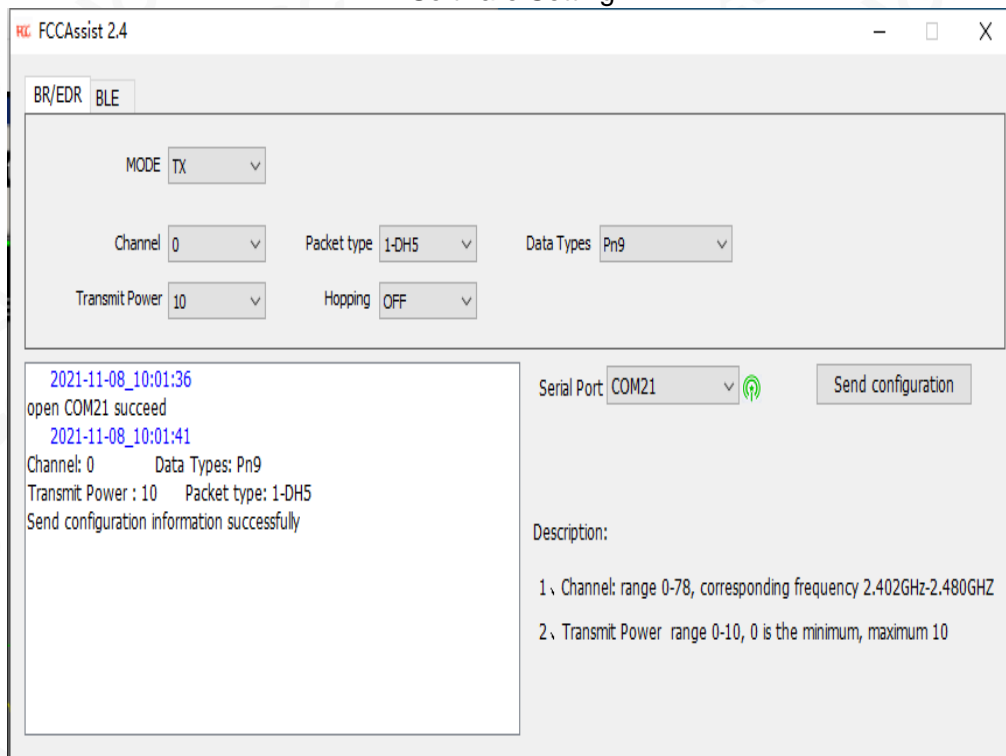 FCC FCCAssist 2.4
BR/EDR BLE
MODE TX
Channel 0 Packet type 1-DH5 Data Types Pn9
Transmit Power 10 Hopping OFF
2021-11-08_10:01:36
open COM21 succeed
2021-11-08_10:01:41
Channel: 0 Data Types: Pn9
Transmit Power : 10 Packet type: 1-DH5
Send configuration information successfully
Serial Port COM21 Send configuration
Description:
1、Channel: range 0-78, corresponding frequency 2.402GHz-2.480GHZ
2、Transmit Power range 0-10, 0 is the minimum, maximum 10